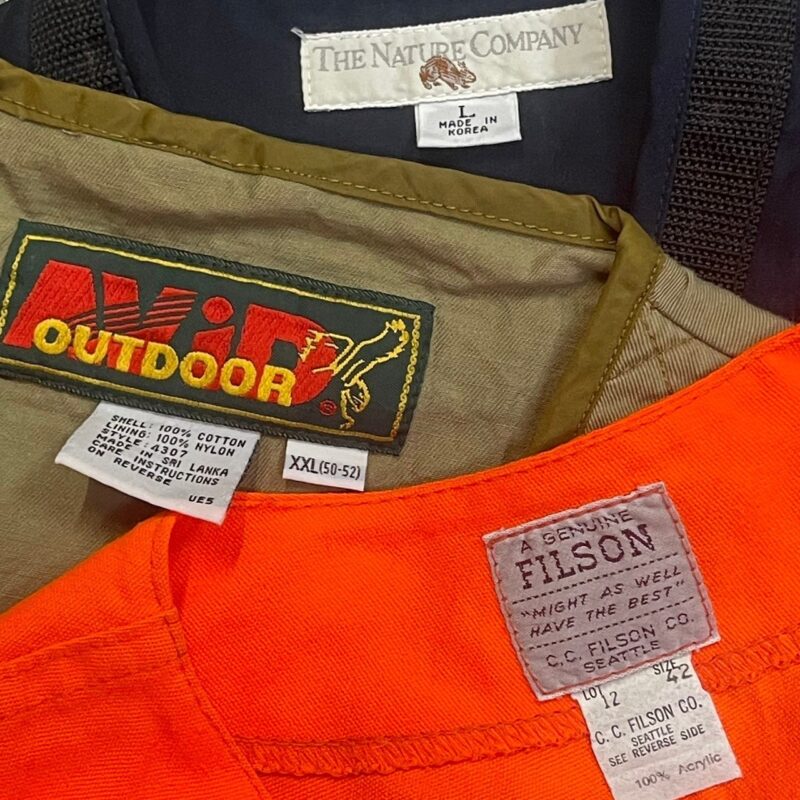 THE NATURE COMPANY
L
MADE IN
KOREA
AViD
OUTDOOR
®
SHELL: 100% COTTON
LINING: 100% NYLON
STYLE: 4307
MADE IN SRI LANKA
CARE INSTRUCTIONS
ON REVERSE
UE5
XXL(50-52)
A GENUINE
FILSON
"MIGHT AS WELL
HAVE THE BEST"
C.C. FILSON CO.
SEATTLE
LOT SIZE
12 42
C. C. FILSON CO.
SEATTLE
SEE REVERSE SIDE
100% Acrylic